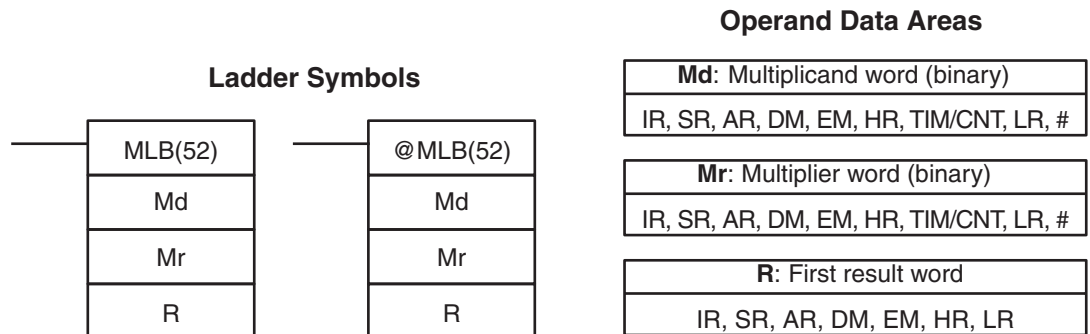 Ladder Symbols
MLB(52)
Md
Mr
R
@MLB(52)
Md
Mr
R
Operand Data Areas
Md: Multiplicand word (binary)
IR, SR, AR, DM, EM, HR, TIM/CNT, LR, #
Mr: Multiplier word (binary)
IR, SR, AR, DM, EM, HR, TIM/CNT, LR, #
R: First result word
IR, SR, AR, DM, EM, HR, LR